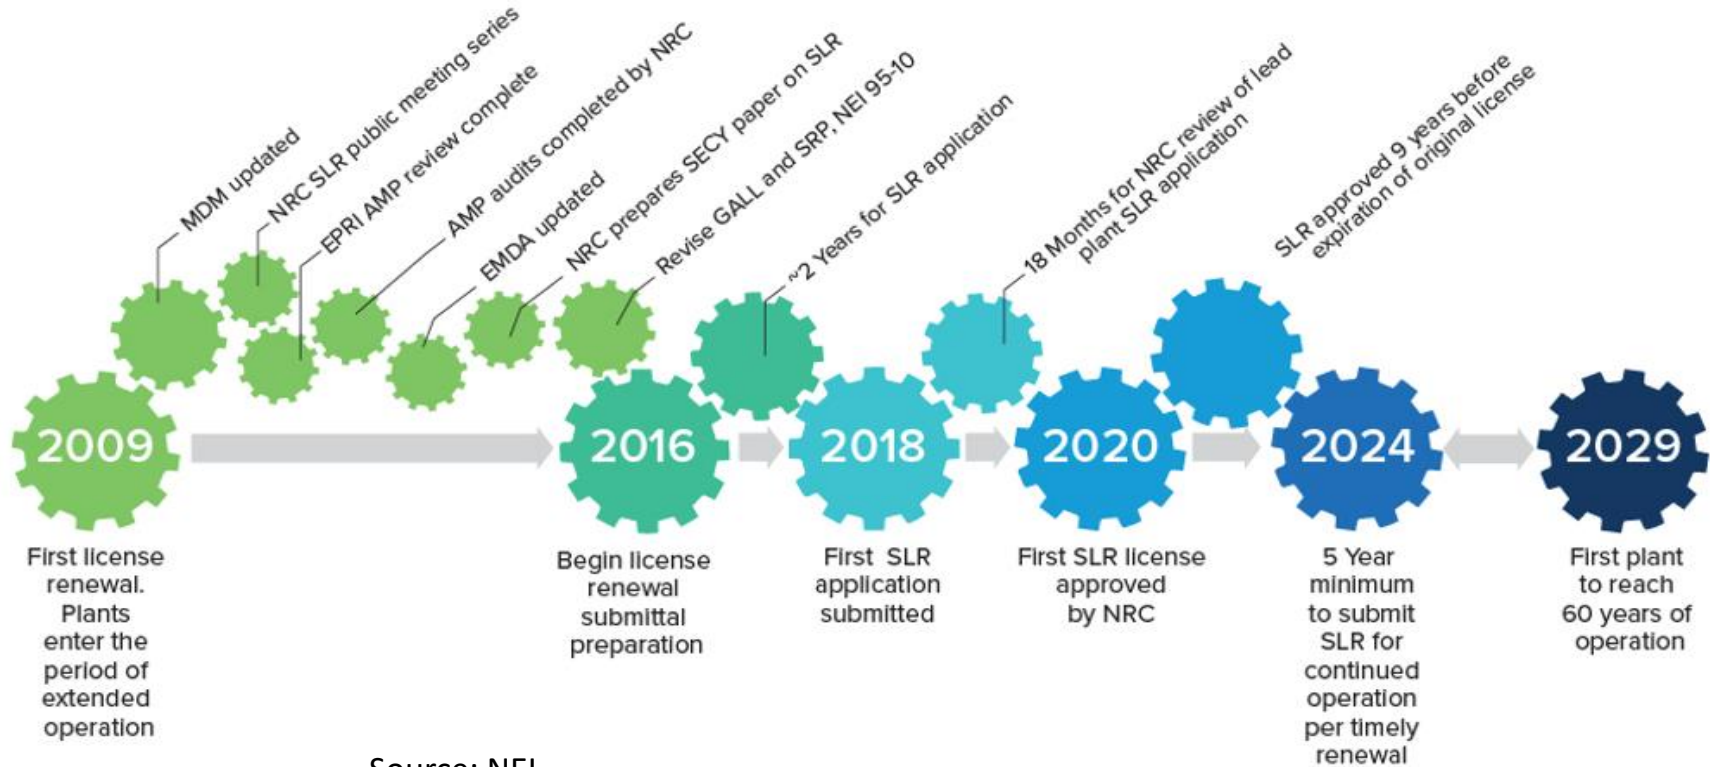 MDM updated
NRC SLR public meeting series
EPRI AMP review complete
AMP audits completed by NRC
EMDA updated
NRC prepares SECY paper on SLR
Revise GALL and SRP, NEI 95-10
~2 Years for SLR application
18 Months for NRC review of lead
plant SLR application
SLR approved 9 years before
expiration of original license
2009
2016
2018
2020
2024
2029
First license
renewal.
Plants
enter the
period of
extended
operation
Begin license
renewal
submittal
preparation
First SLR
application
submitted
First SLR license
approved
by NRC
5 Year
minimum
to submit
SLR for
continued
operation
per timely
renewal
First plant
to reach
60 years of
operation
Source: NEI